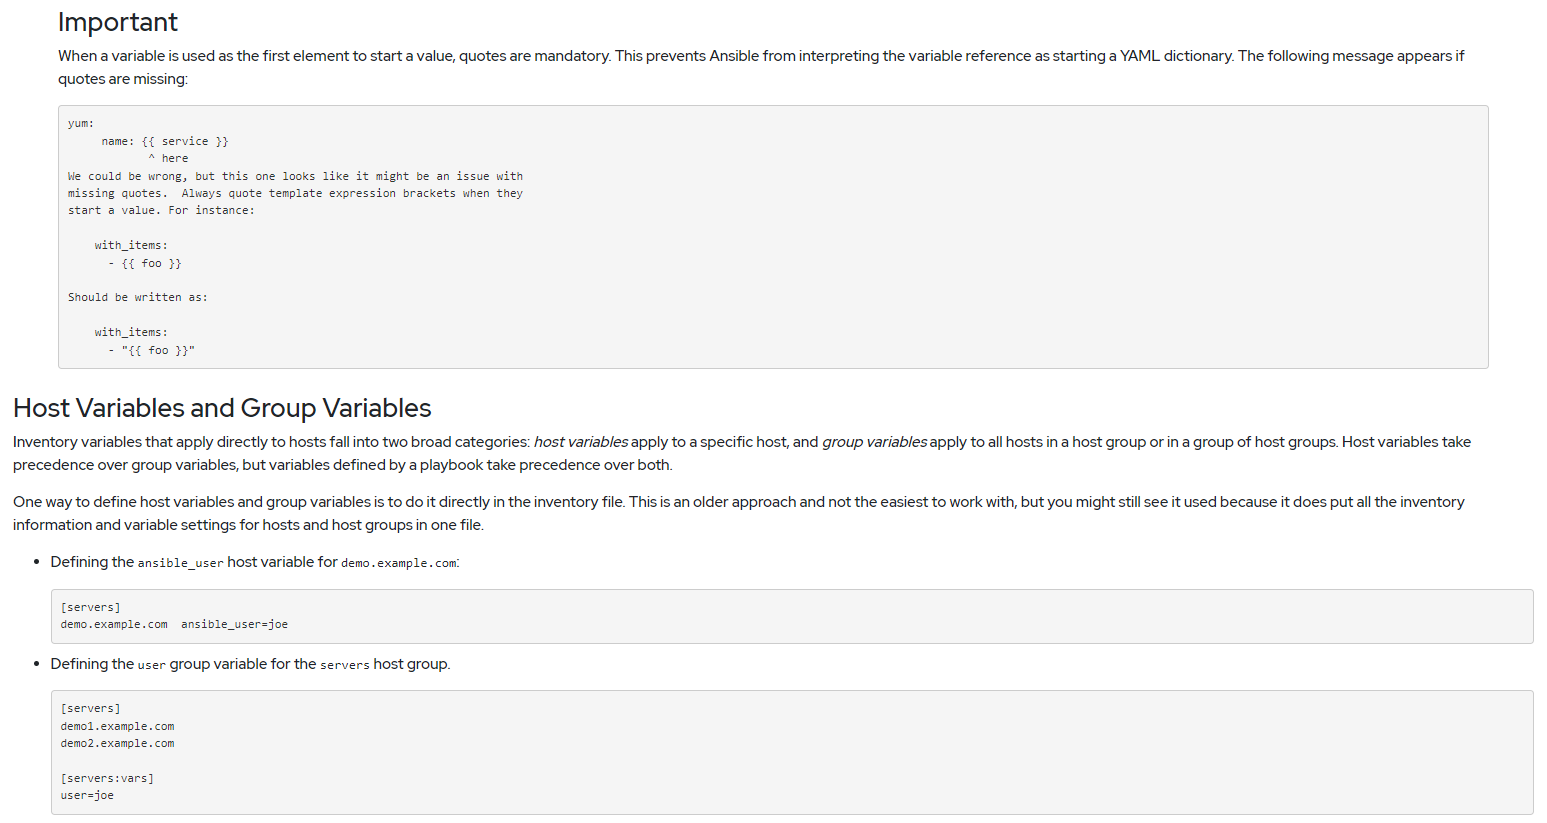 Important
When a variable is used as the first element to start a value, quotes are mandatory. This prevents Ansible from interpreting the variable reference as starting a YAML dictionary. The following message appears if
quotes are missing:
yum:
     name: {{ service }}
            ^ here
We could be wrong, but this one looks like it might be an issue with
missing quotes.  Always quote template expression brackets when they
start a value. For instance:
    with_items:
      - {{ foo }}
Should be written as:
    with_items:
      - "{{ foo }}"
Host Variables and Group Variables
Inventory variables that apply directly to hosts fall into two broad categories: host variables apply to a specific host, and group variables apply to all hosts in a host group or in a group of host groups. Host variables take
precedence over group variables, but variables defined by a playbook take precedence over both.
One way to define host variables and group variables is to do it directly in the inventory file. This is an older approach and not the easiest to work with, but you might still see it used because it does put all the inventory
information and variable settings for hosts and host groups in one file.
• Defining the ansible_user host variable for demo.example.com:
[servers]
demo.example.com  ansible_user=joe
• Defining the user group variable for the servers host group.
[servers]
demo1.example.com
demo2.example.com
[servers:vars]
user=joe